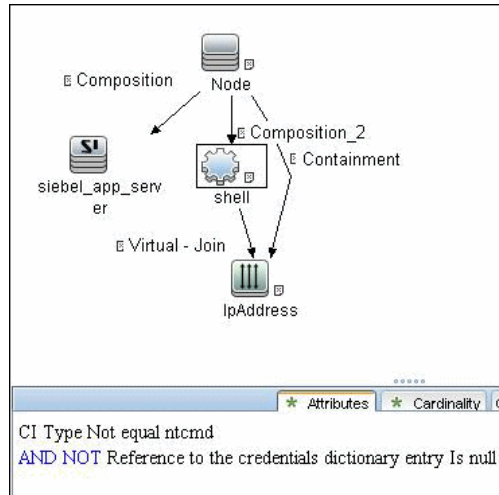 Composition
Node
SI
siebel_app_serv
er
Composition_2
Containment
shell
Virtual - Join
IpAddress
* Attributes
* Cardinality
CI Type Not equal ntcmd
AND NOT Reference to the credentials dictionary entry Is null